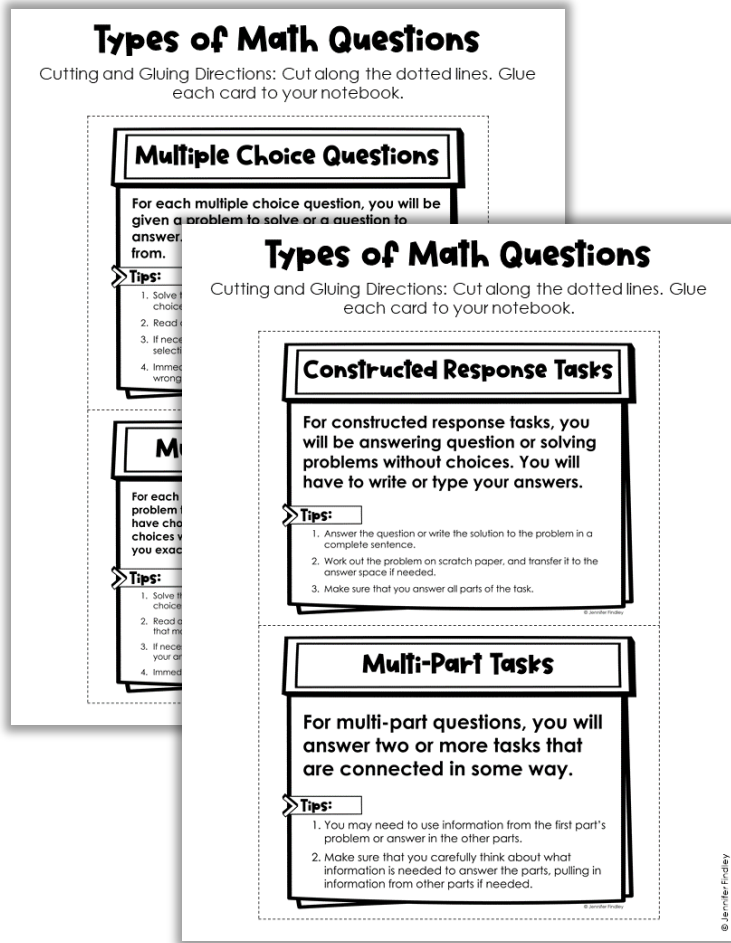 Types of Math Questions
Cutting and Gluing Directions: Cut along the dotted lines. Glue
each card to your notebook.
Multiple Choice Questions
For each multiple choice question, you will be
given a problem to solve or a question to
answer.
from.
Tips:
1. Solve
choice
2. Read
3. If nece
selecti
4. Immed
wrong
For each
problem
have cho
choices
you exac
Tips:
1. Solve
choice
2. Read
that
3. If nece
your
4. Immed
Types of Math Questions
Cutting and Gluing Directions: Cut along the dotted lines. Glue
each card to your notebook.
Constructed Response Tasks
For constructed response tasks, you
will be answering question or solving
problems without choices. You will
have to write or type your answers.
Tips:
1. Answer the question or write the solution to the problem in a
complete sentence.
2. Work out the problem on scratch paper, and transfer it to the
answer space if needed.
3. Make sure that you answer all parts of the task.
© Jennifer Findley
Multi-Part Tasks
For multi-part questions, you will
answer two or more tasks that
are connected in some way.
Tips:
1. You may need to use information from the first part's
problem or answer in the other parts.
2. Make sure that you carefully think about what
information is needed to answer the parts, pulling in
information from other parts if needed.
© Jennifer Findley
© Jennifer Findley